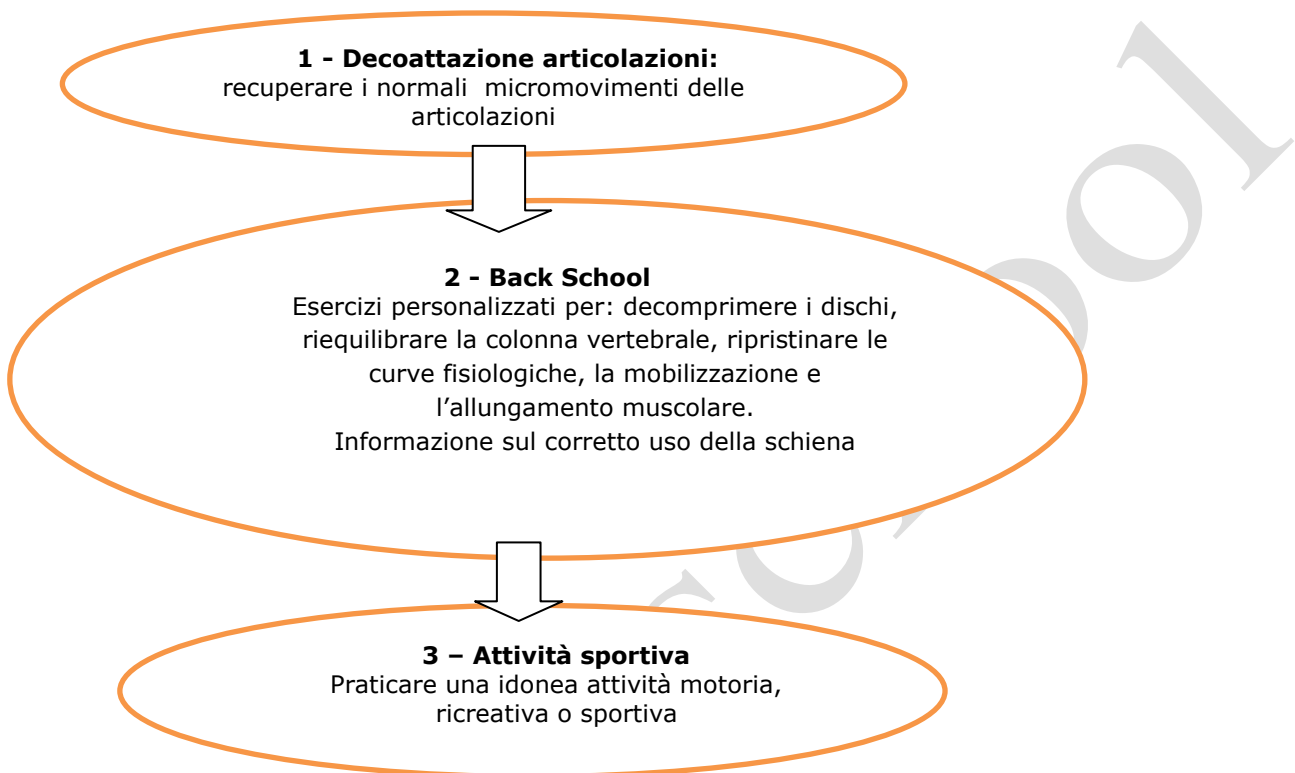 1 - Decoattazione articolazioni:
recuperare i normali micromovimenti delle
articolazioni
2 - Back School
Esercizi personalizzati per: decomprimere i dischi,
riequilibrare la colonna vertebrale, ripristinare le
curve fisiologiche, la mobilizzazione e
l’allungamento muscolare.
Informazione sul corretto uso della schiena
3 – Attività sportiva
Praticare una idonea attività motoria,
ricreativa o sportiva